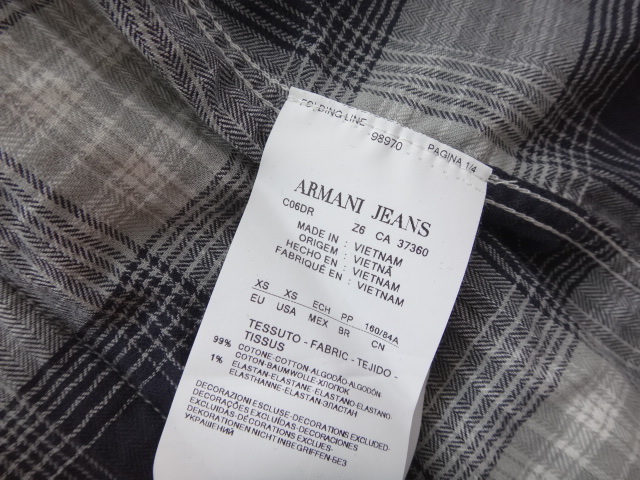 FOLDING LINE
98970 PAGINA 1/4
ARMANI JEANS
C06DR Z6 CA 37360
MADE IN : VIETNAM
ORIGEM : VIETNÃ
HECHO EN : VIETNAM
FABRIQUÉ EN : VIETNAM
XS XS ECH PP 160/84A
EU USA MEX BR CN
TESSUTO - FABRIC - TEJIDO -
TISSUS
99% COTONE-COTTON-ALGODÃO-ALGODÓN-
COTON-BAUMWOLLE-ХЛОПОК
1% ELASTAN-ELASTANE-ELASTANO-ELASTANO-
ELASTHANNE-ELASTAN-ЭЛАСТАН
DECORAZIONI ESCLUSE-DECORATIONS EXCLUDED-
DECORAÇÕES EXCLUÍDAS-DECORACIONES
EXCLUIDAS-DÉCORATIONS EXCLUES-
DEKORATIONEN NICHT INBEGRIFFEN-БЕЗ
УКРАШЕНИЙ